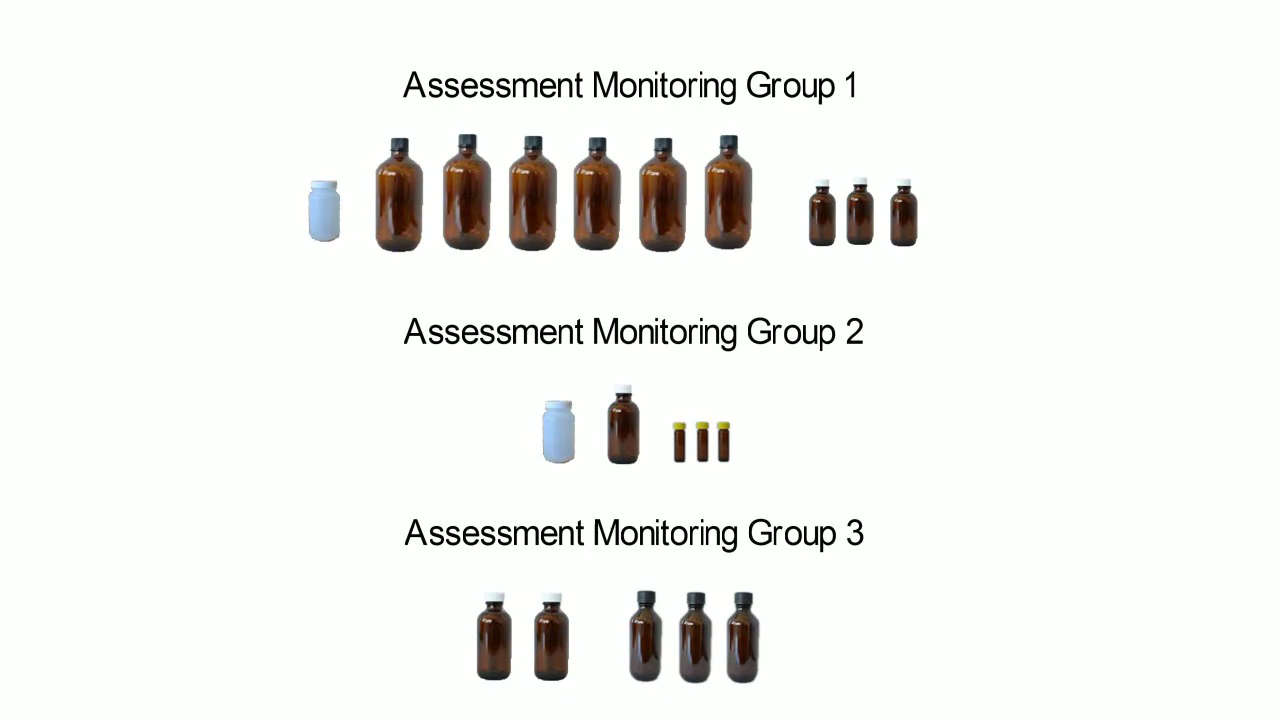 Assessment Monitoring Group 1
Assessment Monitoring Group 2
Assessment Monitoring Group 3